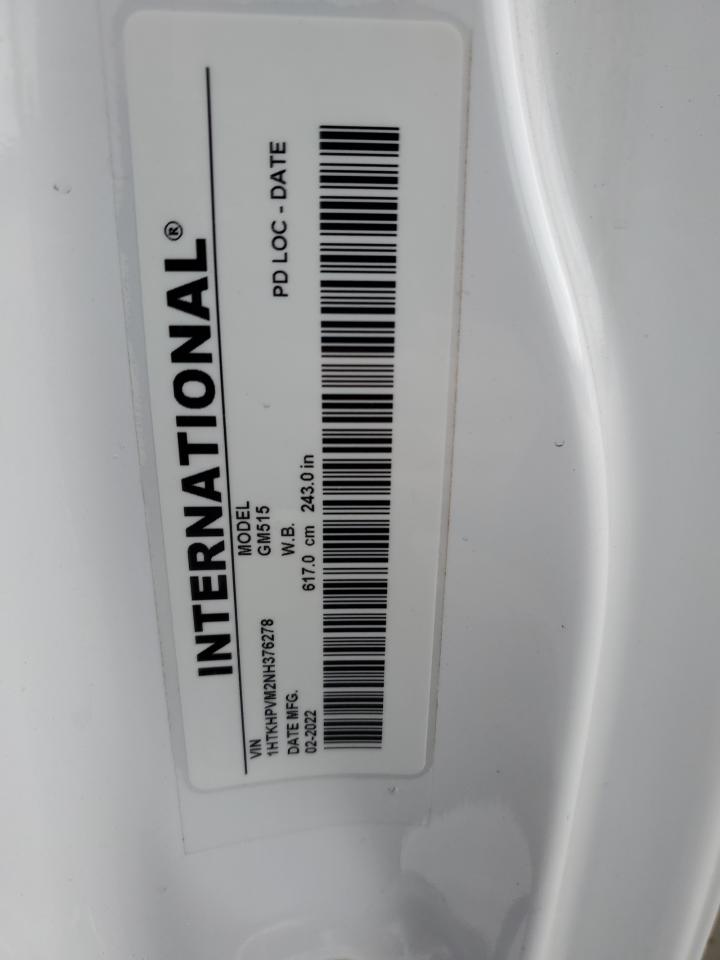 INTERNATIONAL®
VIN MODEL
1HTKHPVM2NH376278 GM515 PD LOC - DATE
DATE MFG. W.B.
02-2022 617.0 cm 243.0 in